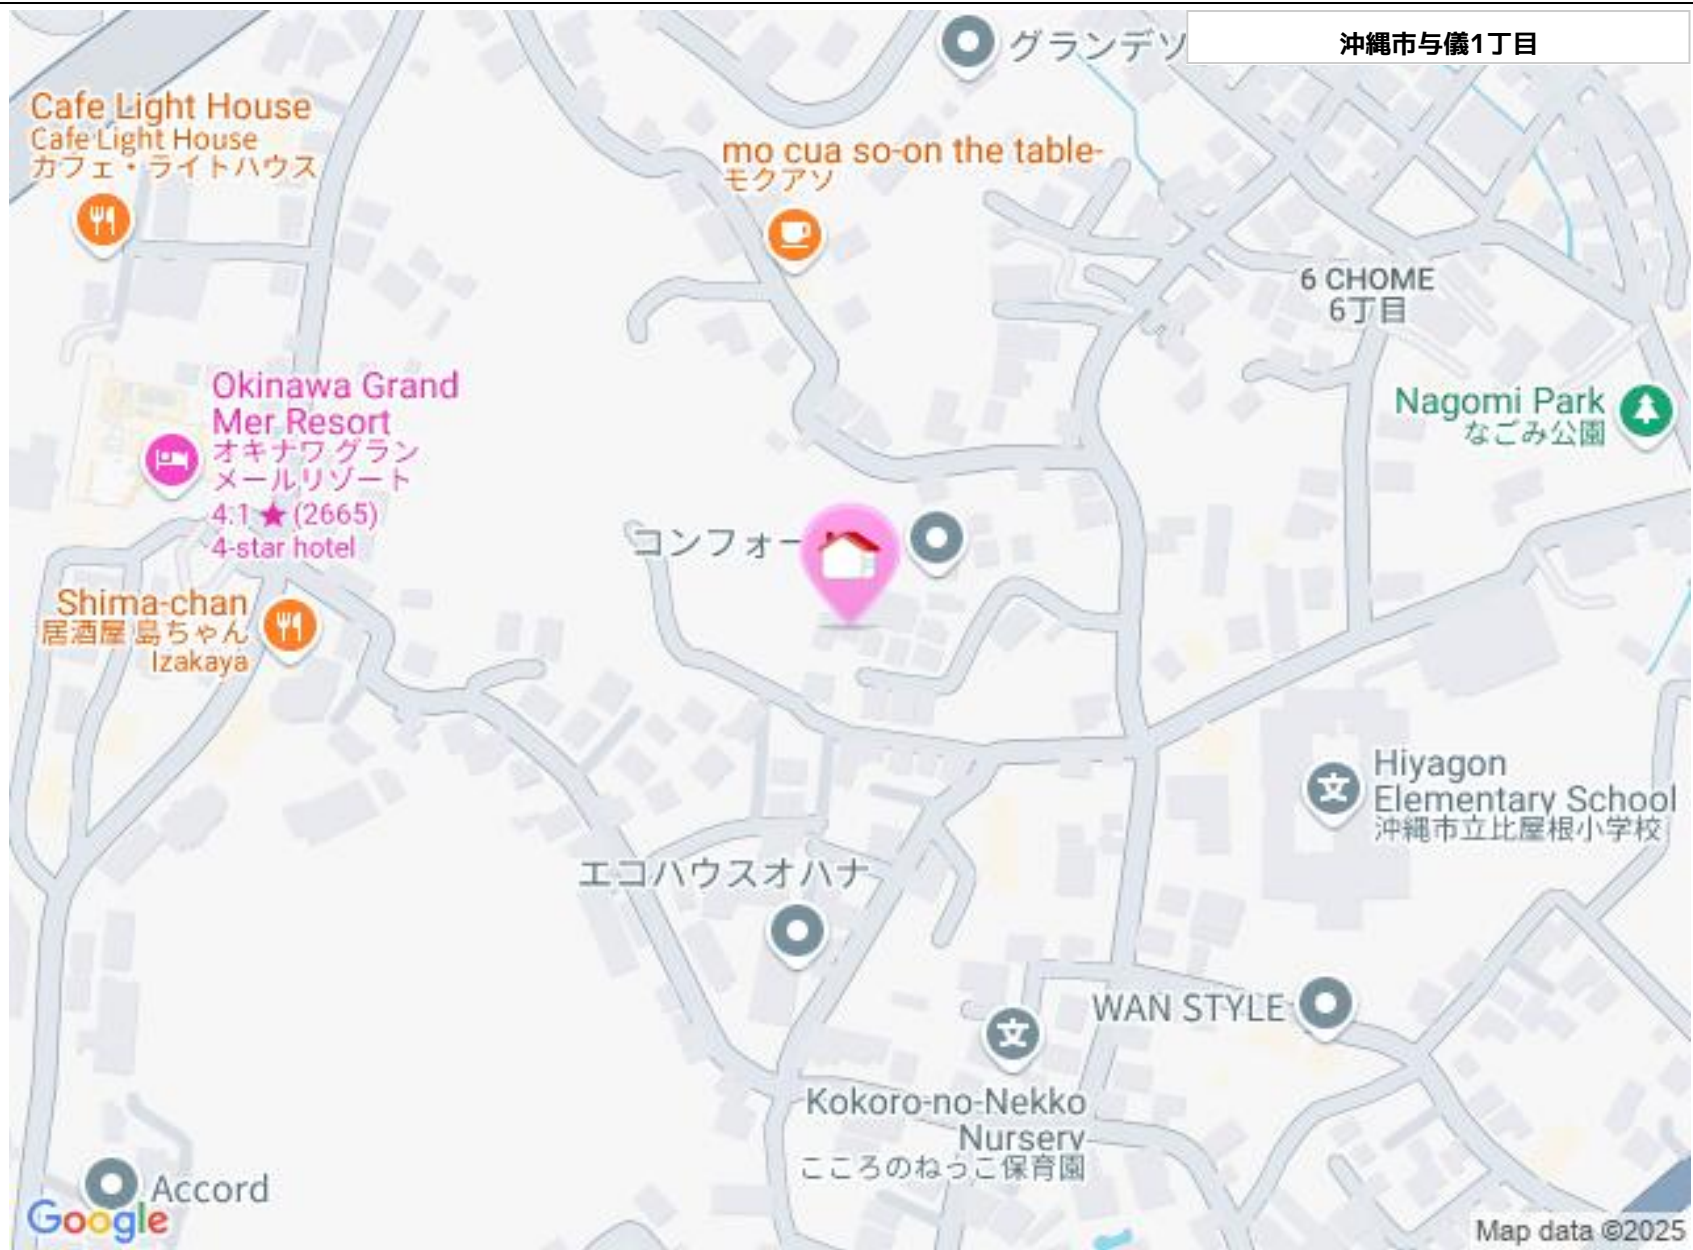 沖縄市与儀1丁目
グランデソ
Cafe Light House
Cafe Light House
カフェ・ライトハウス
mo cua so-on the table-
モクアソ
6 CHOME
6丁目
Okinawa Grand
Mer Resort
オキナワ グラン
メールリゾート
4.1 ★ (2665)
4-star hotel
Nagomi Park
なごみ公園
コンフォー
Shima-chan
居酒屋 島ちゃん
Izakaya
Hiyagon
Elementary School
沖縄市立比屋根小学校
エコハウスオハナ
WAN STYLE
Kokoro-no-Nekko
Nursery
こころのねっこ保育園
Accord
Google
Map data ©2025